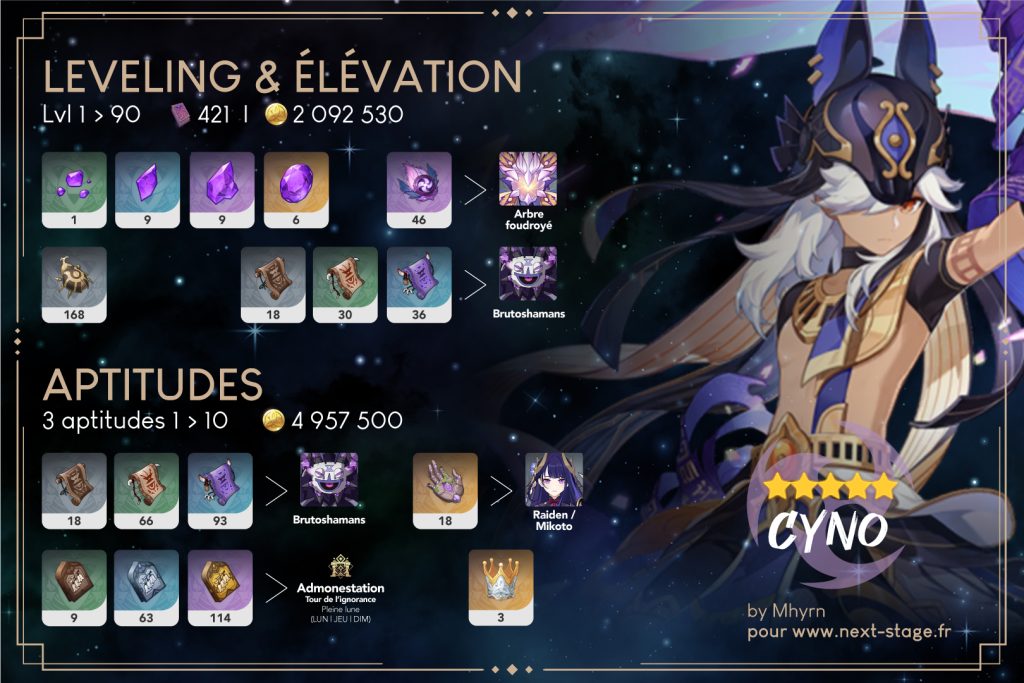 LEVELING & ÉLÉVATION
Lvl 1 > 90 421 | 2 092 530
1 9 9 6 46
Arbre
foudroyé
168 18 30 36
Brutoshamans
APTITUDES
3 aptitudes 1 > 10 4 957 500
18 66 93
Brutoshamans
18
Raiden /
Mikoto
9 63 114
Admonestation
Tour de l'ignorance
Pleine lune
(LUN | JEU | DIM)
3
CYNO
by Mhyrn
pour www.next-stage.fr